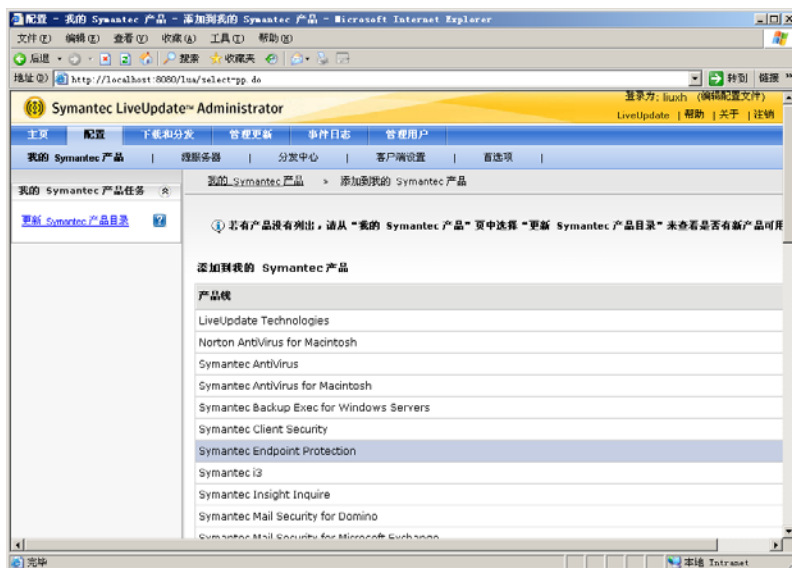 配置 - 我的 Symantec 产品 - 添加到我的 Symantec 产品 - Microsoft Internet Explorer
文件(F) 编辑(E) 查看(V) 收藏(A) 工具(T) 帮助(H)
后退 搜索 收藏夹
地址(D) http://localhost:8080/lua/select-pp.do 转到 链接 »
Symantec LiveUpdate™ Administrator 登录为: liuxh (编辑配置文件)
LiveUpdate | 帮助 | 关于 | 注销
主页 配置 下载和分发 管理更新 事件日志 管理用户
我的 Symantec 产品 | 源服务器 | 分发中心 | 客户端设置 | 首选项 |
我的 Symantec 产品任务
更新 Symantec 产品目录 ?
我的 Symantec 产品 > 添加到我的 Symantec 产品
若有产品没有列出，请从“我的 Symantec 产品”页中选择“更新 Symantec 产品目录”来查看是否有新产品可用
添加到我的 Symantec 产品
产品线
LiveUpdate Technologies
Norton AntiVirus for Macintosh
Symantec AntiVirus
Symantec AntiVirus for Macintosh
Symantec Backup Exec for Windows Servers
Symantec Client Security
Symantec Endpoint Protection
Symantec i3
Symantec Insight Inquire
Symantec Mail Security for Domino
Symantec Mail Security for Microsoft Exchange
完毕 本地 Intranet